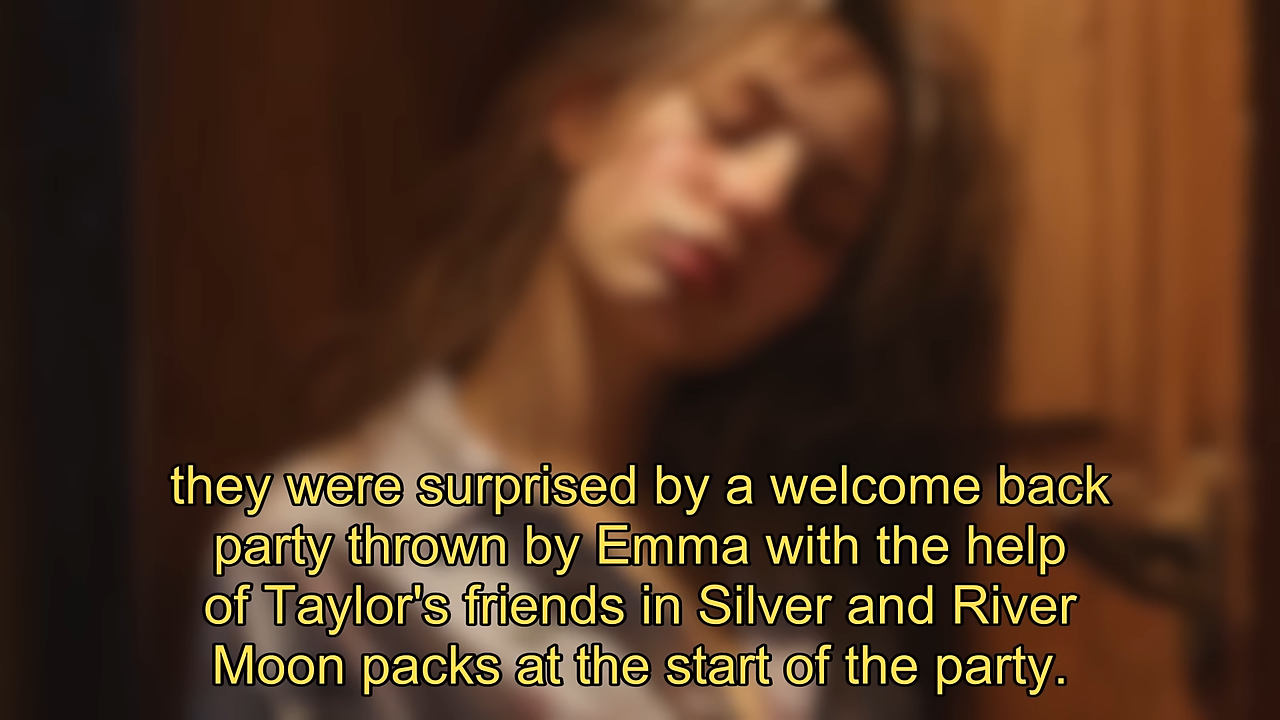 they were surprised by a welcome back
party thrown by Emma with the help
of Taylor's friends in Silver and River
Moon packs at the start of the party.